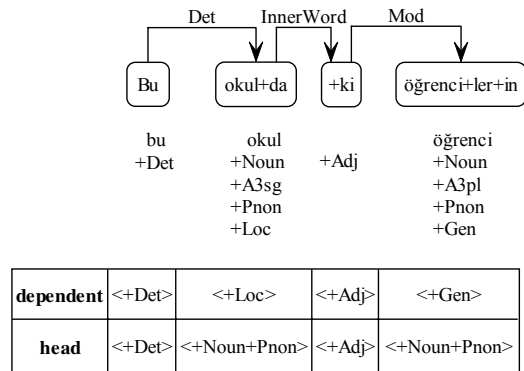 Det InnerWord Mod
Bu okul+da +ki öğrenci+ler+in
bu okul öğrenci
+Det +Noun +Adj +Noun
+A3sg +A3pl
+Pnon +Pnon
+Loc +Gen
dependent <+Det> <+Loc> <+Adj> <+Gen>
head <+Det> <+Noun+Pnon> <+Adj> <+Noun+Pnon>